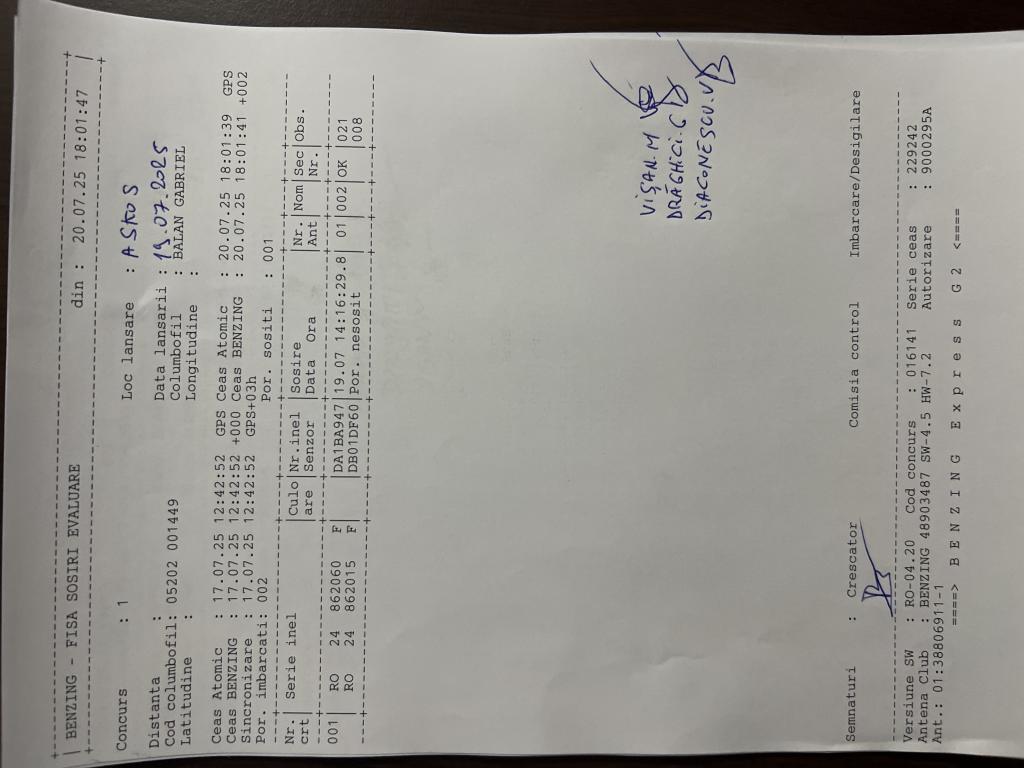 +-----------------------------------------------------------------------------+
| BENZING - FISA SOSIRI EVALUARE din : 20.07.25 18:01:47 |
+-----------------------------------------------------------------------------+
Concurs : 1 Loc lansare : ASKOS
Distanta : Data lansarii : 19.07.2025
Cod columbofil: 05202 001449 Columbofil : BALAN GABRIEL
Latitudine : Longitudine :
Ceas Atomic : 17.07.25 12:42:52 GPS Ceas Atomic : 20.07.25 18:01:39 GPS
Ceas BENZING : 17.07.25 12:42:52 +000 Ceas BENZING : 20.07.25 18:01:41 +002
Sincronizare : 17.07.25 12:42:52 GPS+03h
Por. imbarcati: 002 Por. sositi : 001
Nr.| Serie inel |Culo|Nr.inel |Sosire |Nr. |Nom|Sec|Obs.
crt| |are |Senzor |Data Ora |Ant | |Nr.|
001| RO 24 862060 F | |DA1BA947|19.07 14:16:29.8| 01|002|OK |021
| RO 24 862015 F | |DB01DF60|Por. nesosit | | | |008
VIȘAN.M
DRĂGHICI.G
DIACONESCU.V
Semnaturi : Crescator Comisia control Imbarcare/Desigilare
Versiune SW : RO-04.20 Cod concurs : 016141 Serie ceas : 229242
Antena Club : BENZING 48903487 SW-4.5 HW-7.2 Autorizare : 9000295A
Ant.: 01:38806911-1
====> B E N Z I N G E x p r e s s G 2 <====